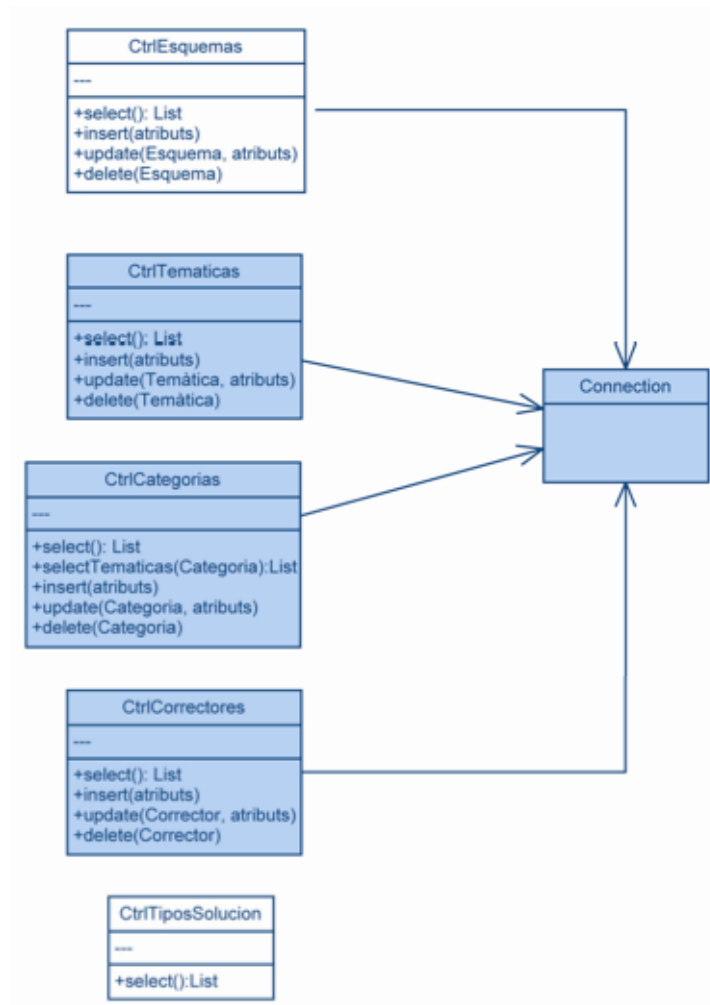 CtrlEsquemas
---
+select(): List
+insert(atributs)
+update(Esquema, atributs)
+delete(Esquema)
CtrlTematicas
---
+select(): List
+insert(atributs)
+update(Temàtica, atributs)
+delete(Temàtica)
Connection
CtrlCategorias
---
+select(): List
+selectTematicas(Categoria):List
+insert(atributs)
+update(Categoria, atributs)
+delete(Categoria)
CtrlCorrectores
---
+select(): List
+insert(atributs)
+update(Corrector, atributs)
+delete(Corrector)
CtrlTiposSolucion
---
+select():List